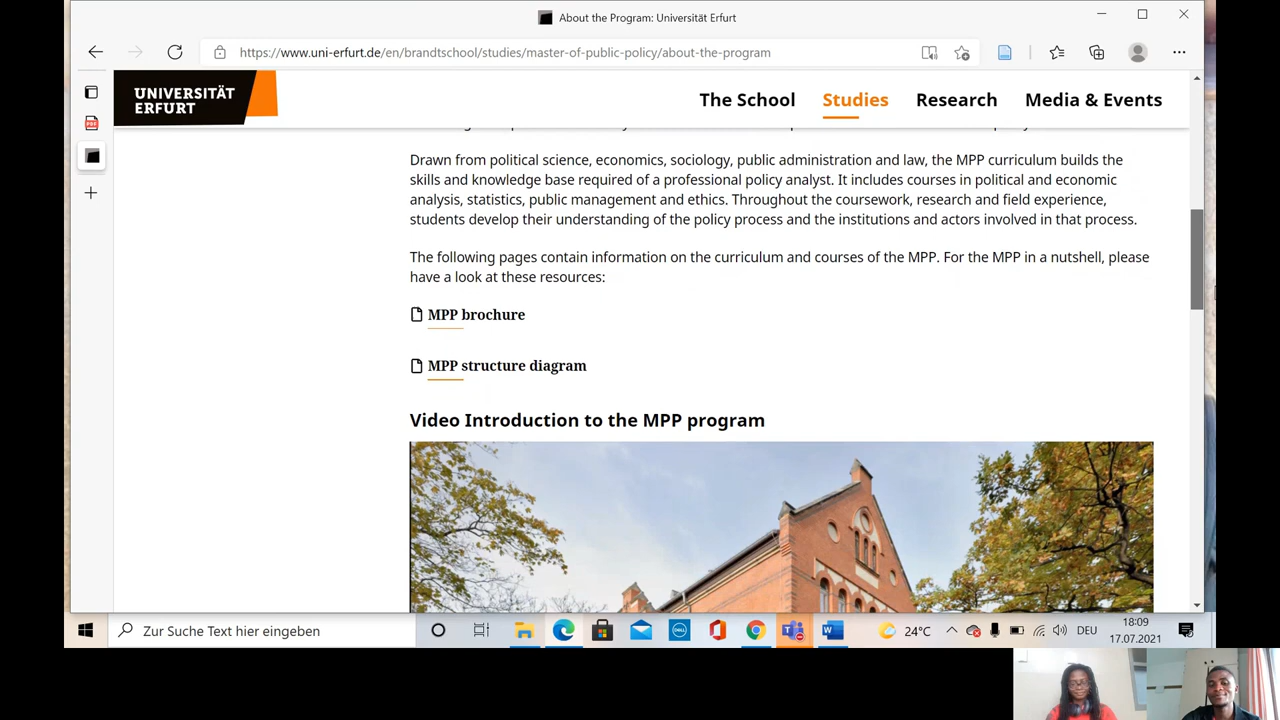 About the Program: Universität Erfurt
https://www.uni-erfurt.de/en/brandtschool/studies/master-of-public-policy/about-the-program
UNIVERSITÄT
ERFURT
The School
Studies
Research
Media & Events
PDF
Drawn from political science, economics, sociology, public administration and law, the MPP curriculum builds the
skills and knowledge base required of a professional policy analyst. It includes courses in political and economic
analysis, statistics, public management and ethics. Throughout the coursework, research and field experience,
students develop their understanding of the policy process and the institutions and actors involved in that process.
The following pages contain information on the curriculum and courses of the MPP. For the MPP in a nutshell, please
have a look at these resources:
MPP brochure
MPP structure diagram
Video Introduction to the MPP program
Zur Suche Text hier eingeben
DELL
24°C
DEU
18:09
17.07.2021